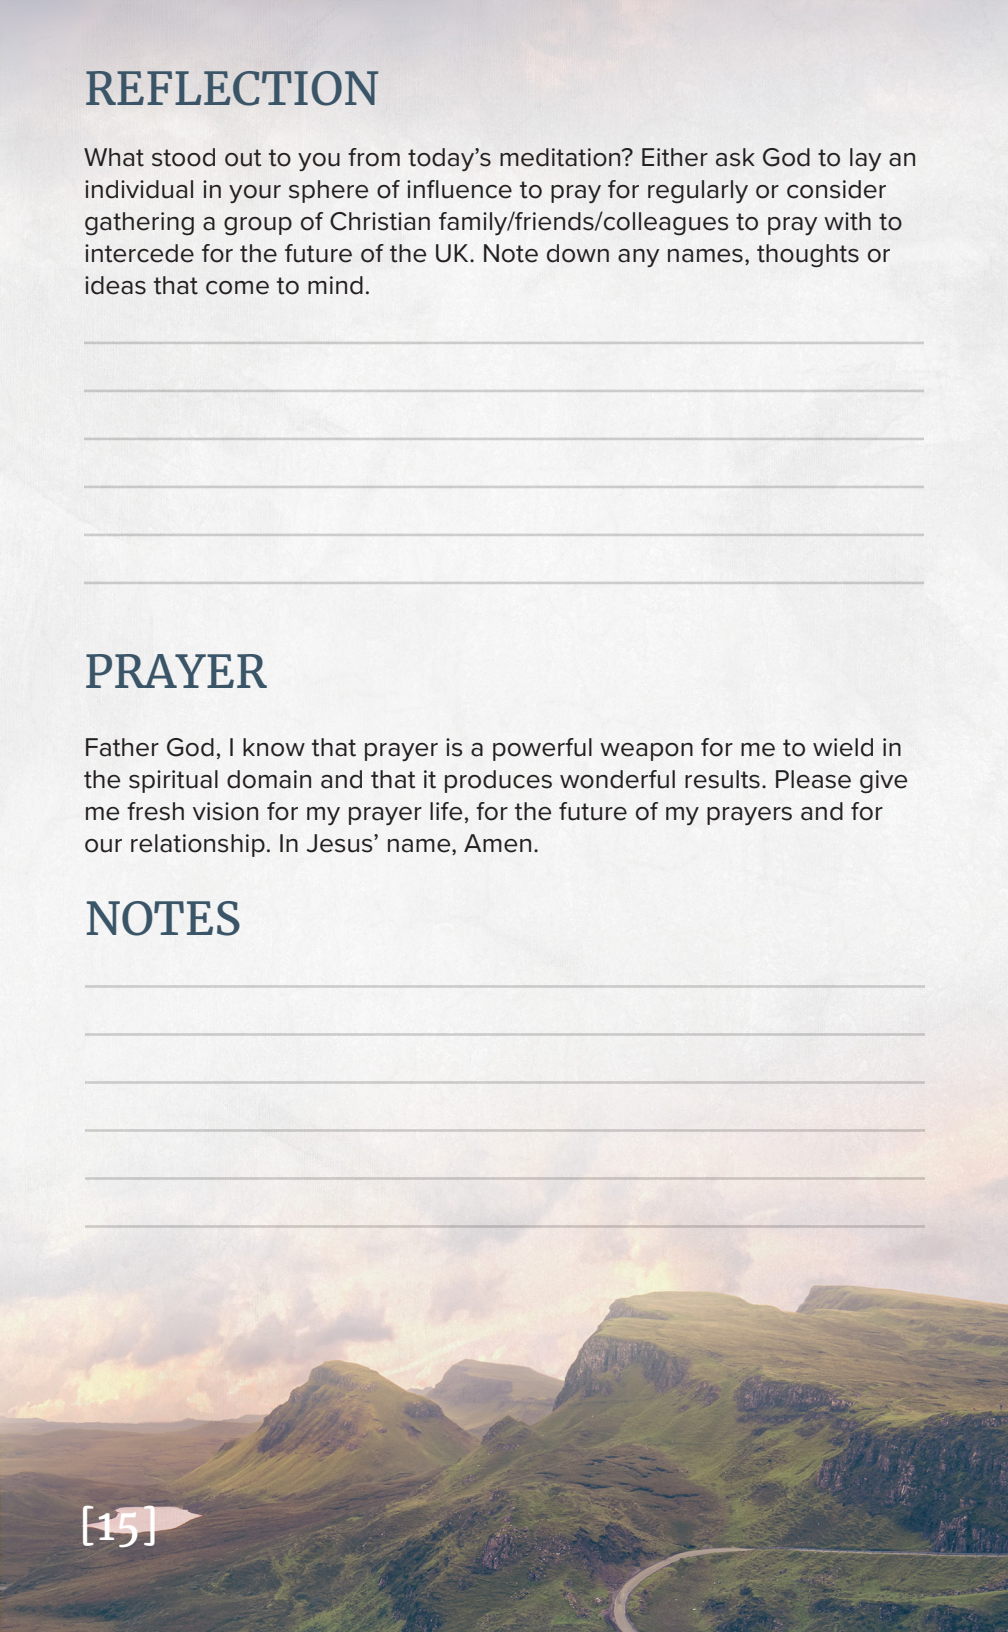 REFLECTION
What stood out to you from today’s meditation? Either ask God to lay an
individual in your sphere of influence to pray for regularly or consider
gathering a group of Christian family/friends/colleagues to pray with to
intercede for the future of the UK. Note down any names, thoughts or
ideas that come to mind.
PRAYER
Father God, I know that prayer is a powerful weapon for me to wield in
the spiritual domain and that it produces wonderful results. Please give
me fresh vision for my prayer life, for the future of my prayers and for
our relationship. In Jesus’ name, Amen.
NOTES
[15]